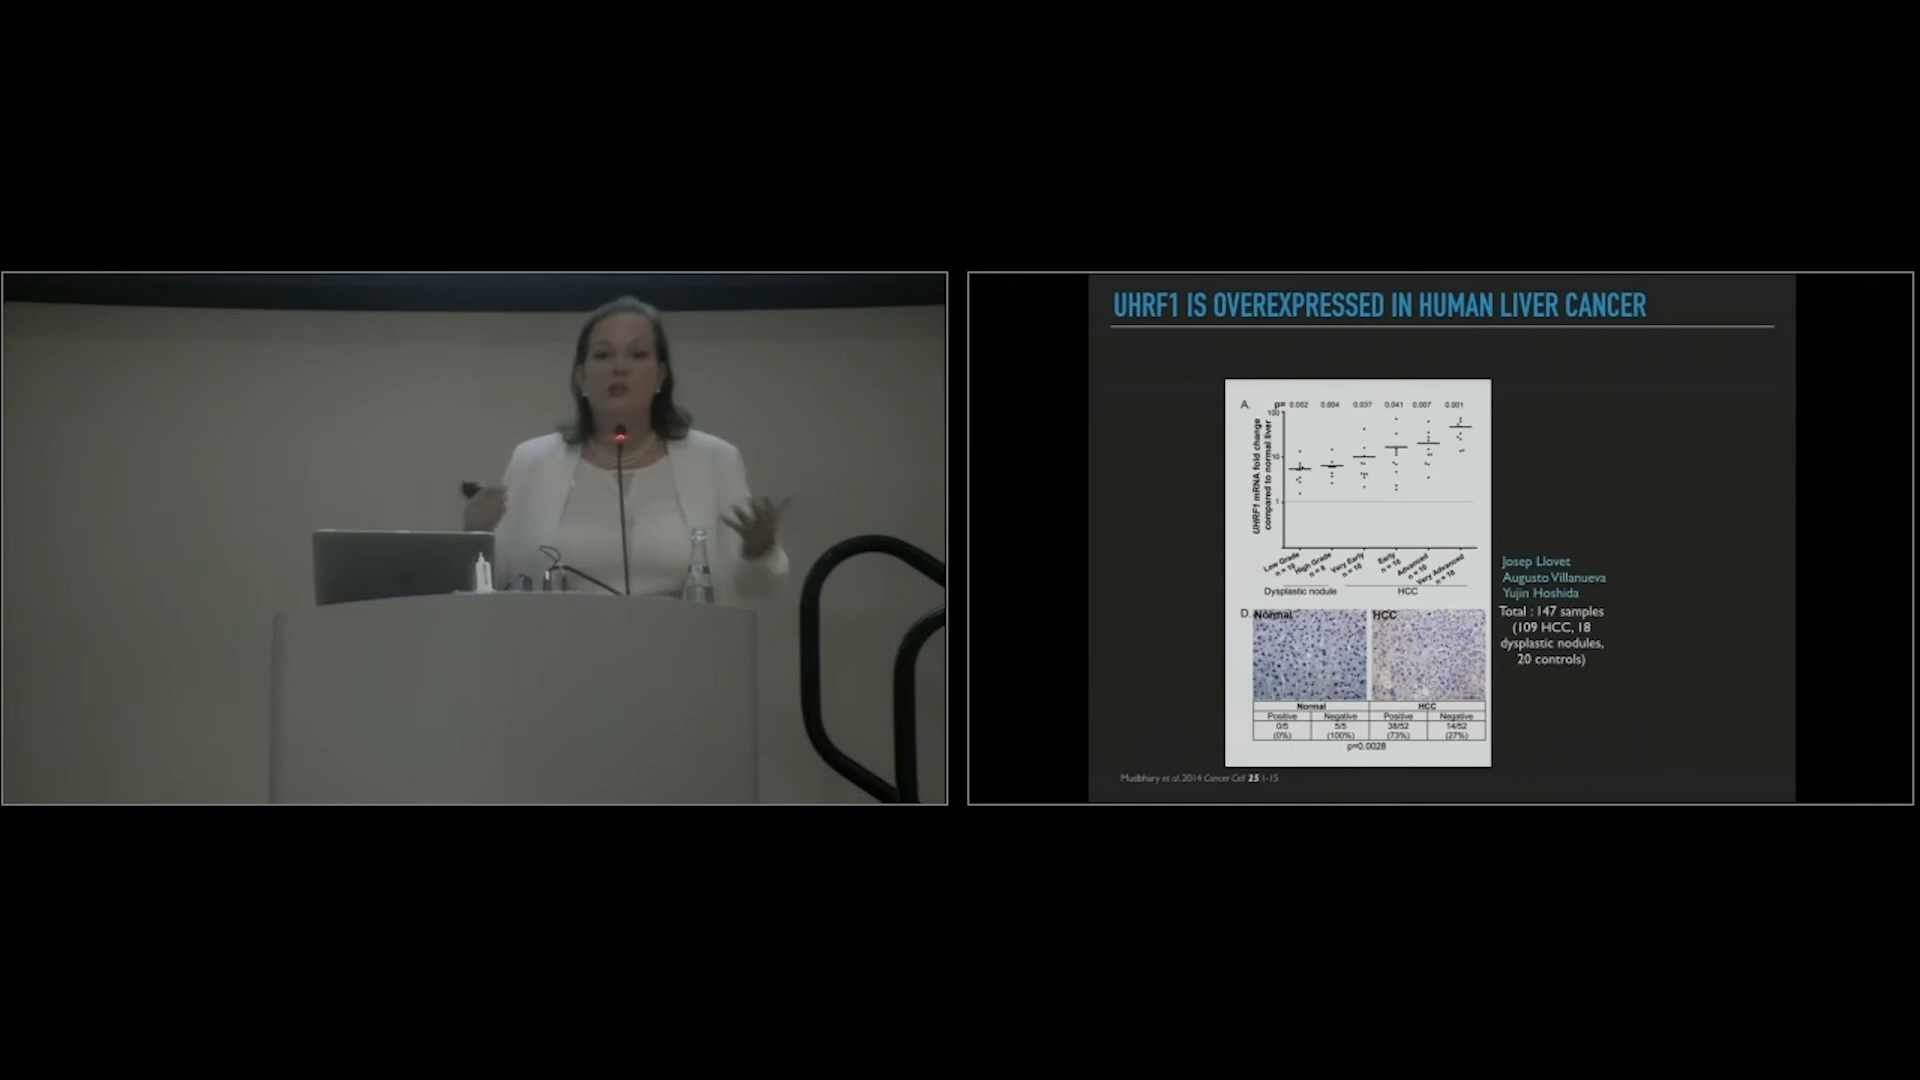 UHRF1 IS OVEREXPRESSED IN HUMAN LIVER CANCER
A.
p= 0.002 0.004 0.037 0.041 0.007 0.001
100
10
1
UHRF1 mRNA fold change
compared to normal liver
Low Grade
n = 10
High Grade
n = 8
Very Early
n = 10
Early
n = 10
Advanced
n = 10
Very Advanced
n = 10
Dysplastic nodule HCC
Josep Llovet
Augusto Villanueva
Yujin Hoshida
Total : 147 samples
(109 HCC, 18
dysplastic nodules,
20 controls)
D. Normal HCC
Normal HCC
Positive Negative Positive Negative
0/5 5/5 38/52 14/52
(0%) (100%) (73%) (27%)
p=0.0028
Mudbhary et al. 2014 Cancer Cell 25:1-15